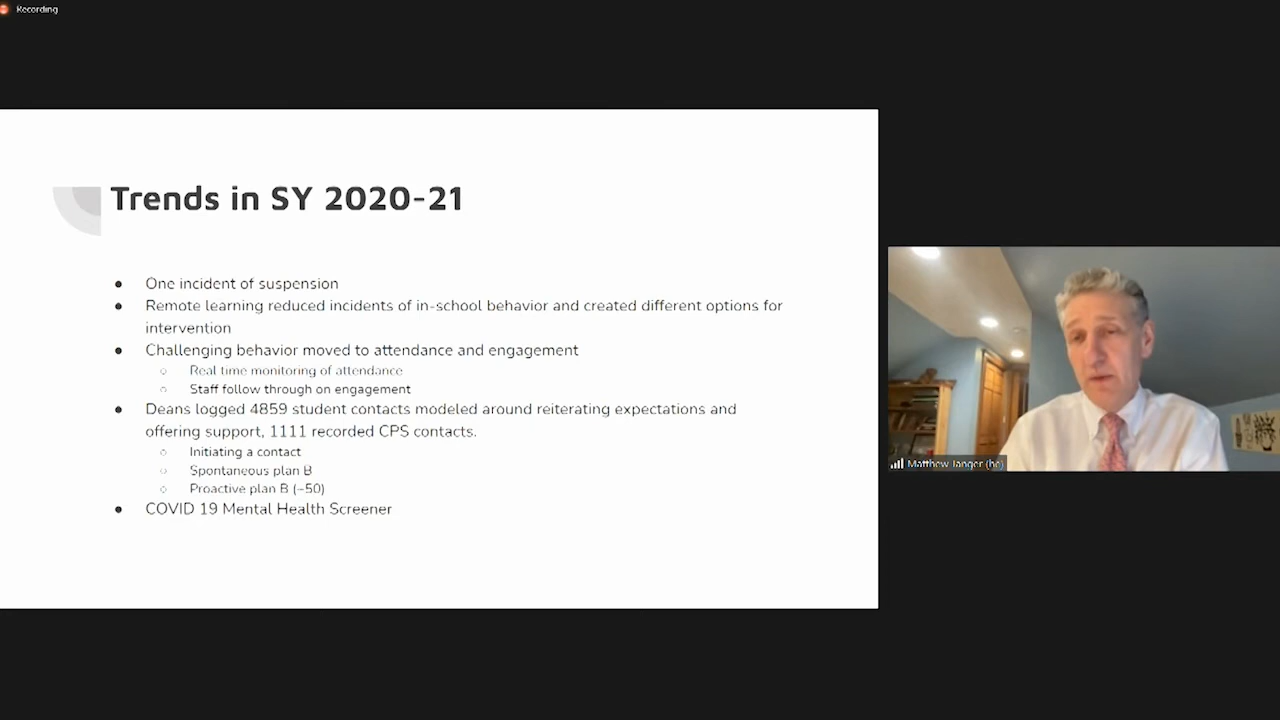 Recording
Trends in SY 2020-21
● One incident of suspension
● Remote learning reduced incidents of in-school behavior and created different options for
intervention
● Challenging behavior moved to attendance and engagement
○ Real time monitoring of attendance
○ Staff follow through on engagement
● Deans logged 4859 student contacts modeled around reiterating expectations and
offering support, 1111 recorded CPS contacts.
○ Initiating a contact
○ Spontaneous plan B
○ Proactive plan B (~50)
● COVID 19 Mental Health Screener
Matthew Janger (he)